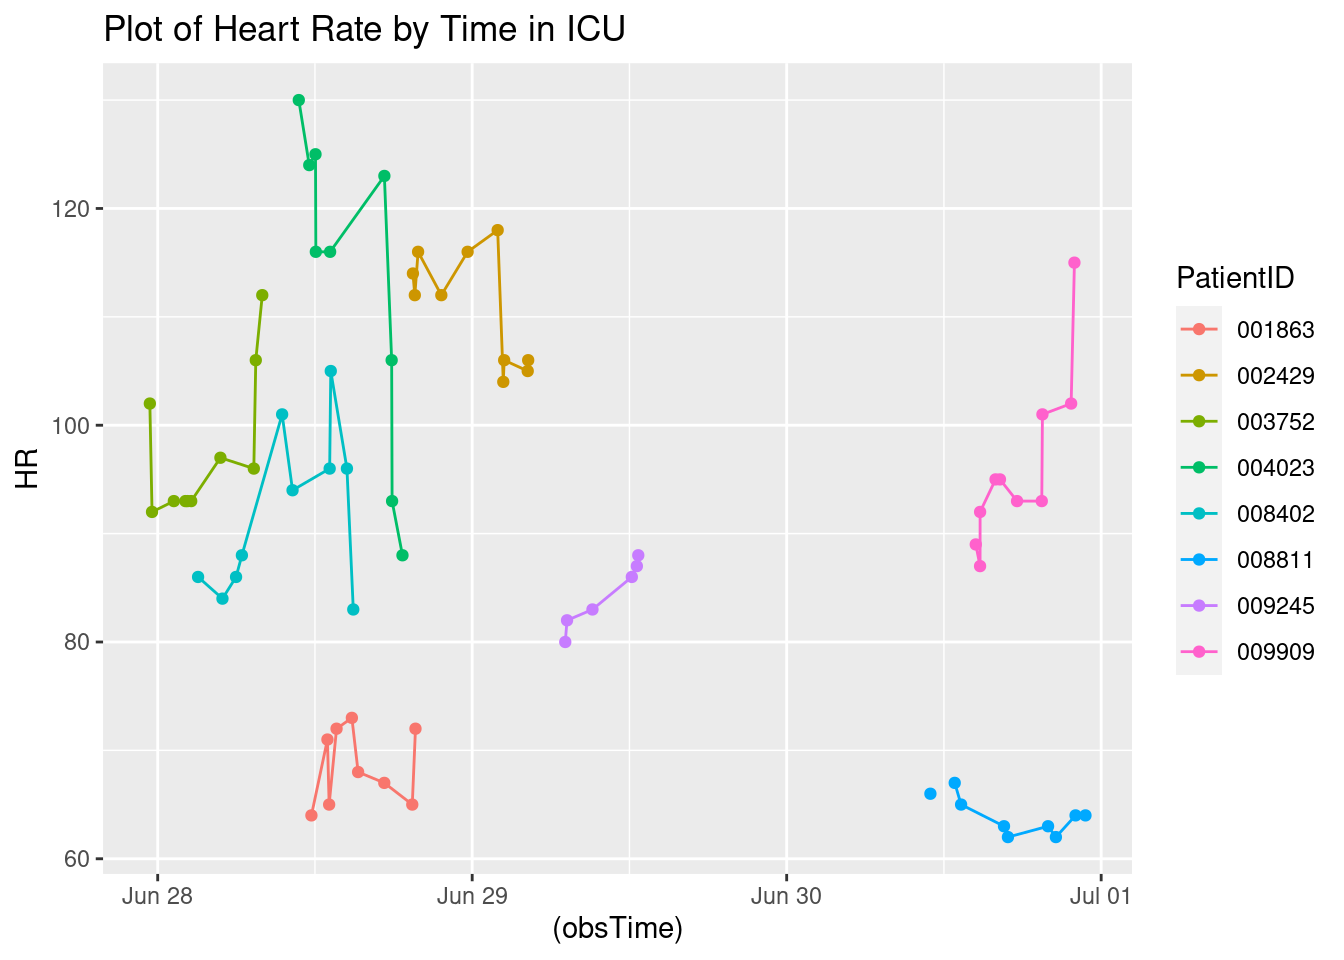 Plot of Heart Rate by Time in ICU
120
100
80
60
HR
Jun 28
Jun 29
Jun 30
Jul 01
(obsTime)
PatientID
001863
002429
003752
004023
008402
008811
009245
009909